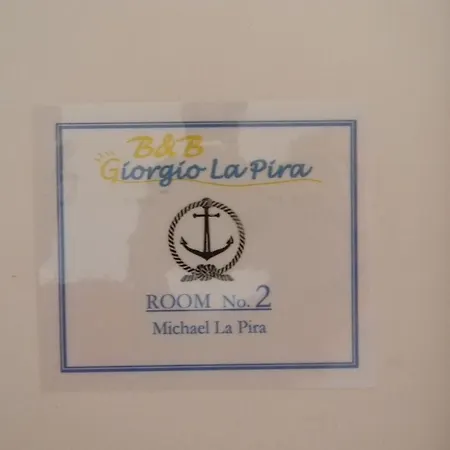 B&B
Giorgio La Pira
ROOM No. 2
Michael La Pira